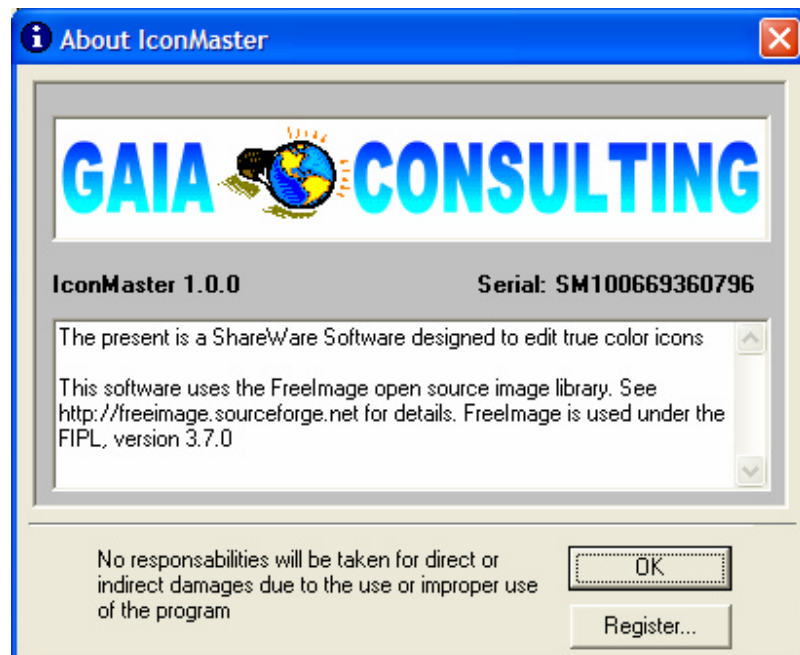 About IconMaster
GAIA CONSULTING
IconMaster 1.0.0 Serial: SM100669360796
The present is a ShareWare Software designed to edit true color icons
This software uses the FreeImage open source image library. See
http://freeimage.sourceforge.net for details. FreeImage is used under the
FIPL, version 3.7.0
No responsabilities will be taken for direct or
indirect damages due to the use or improper use
of the program
OK
Register...